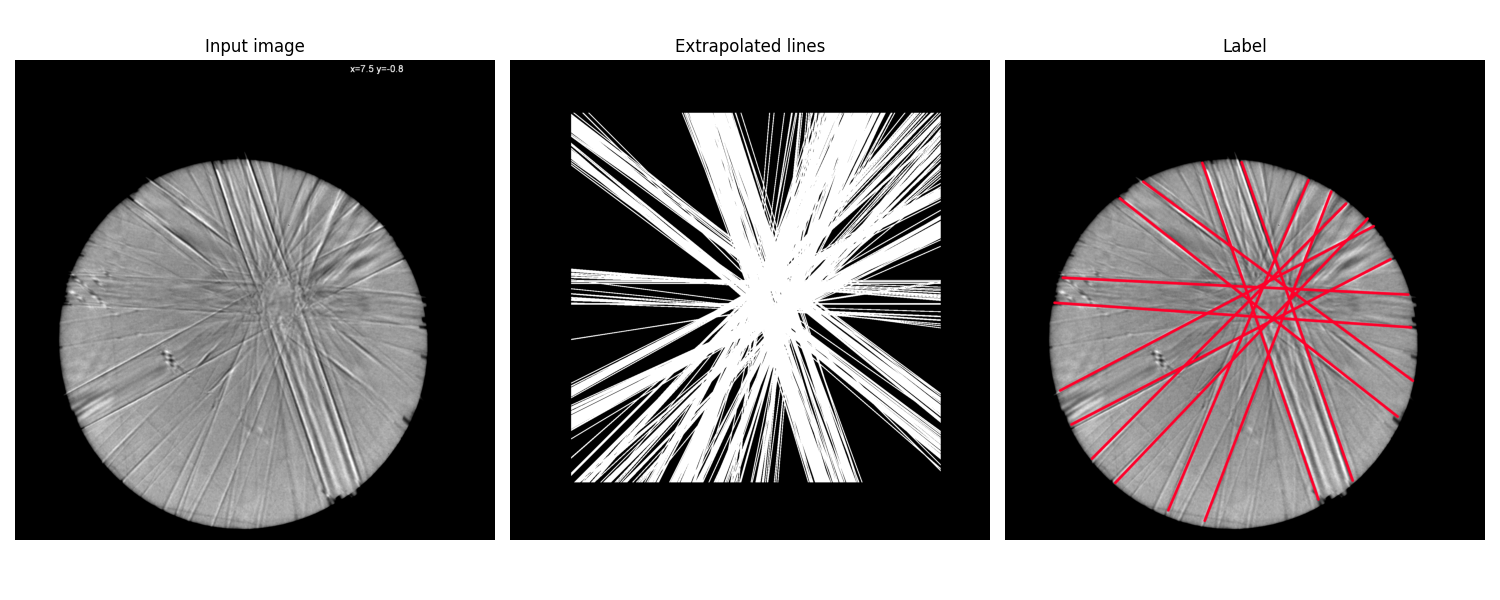 Input image
Extrapolated lines
Label
x=7.5 y=-0.8